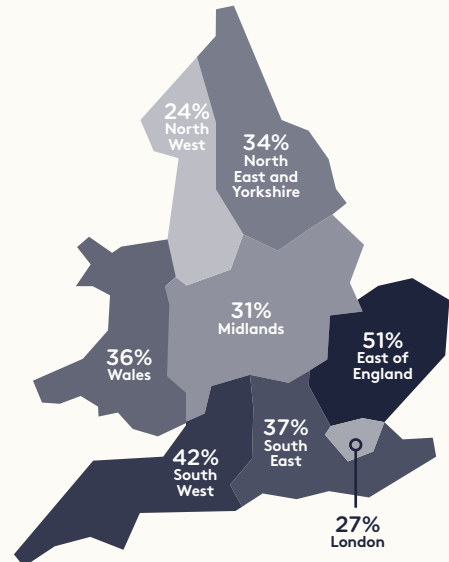 24%
North
West
34%
North
East and
Yorkshire
31%
Midlands
51%
East of
England
36%
Wales
37%
South
East
42%
South
West
27%
London